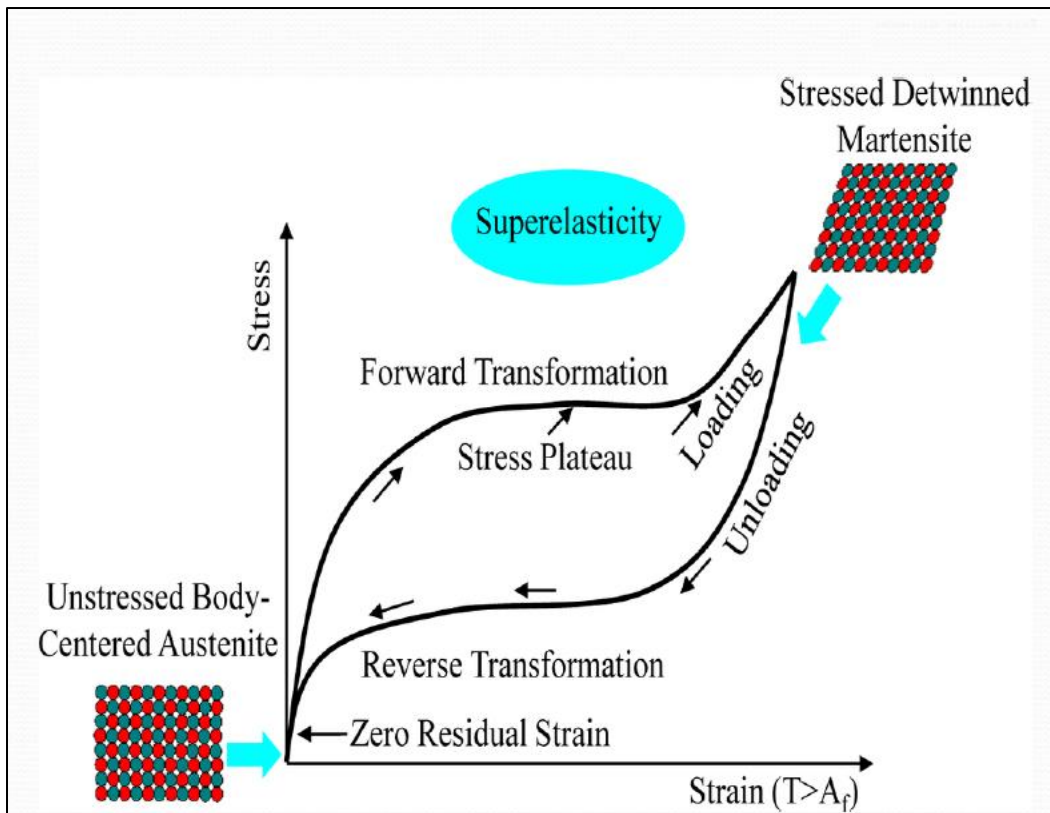 Stressed Detwinned
Martensite
Superelasticity
Stress
Forward Transformation
Loading
Stress Plateau
Unloading
Unstressed Body-
Centered Austenite
Reverse Transformation
Zero Residual Strain
Strain (T>A_f)